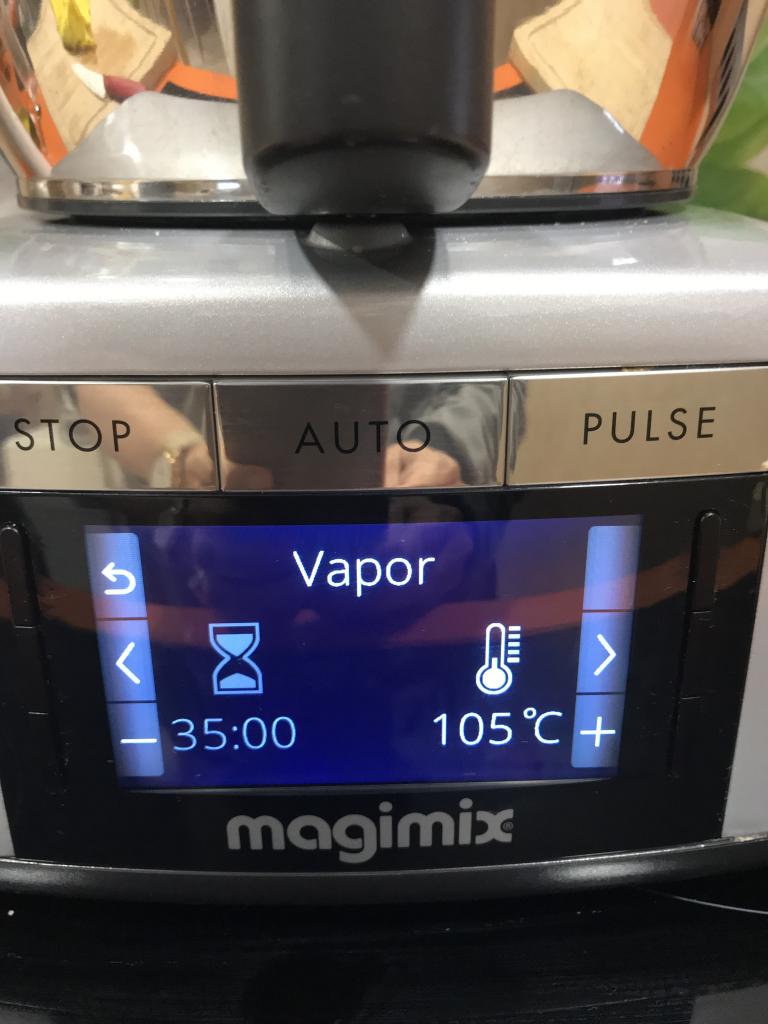 STOP AUTO PULSE
Vapor
35:00 105 °C
magimix®